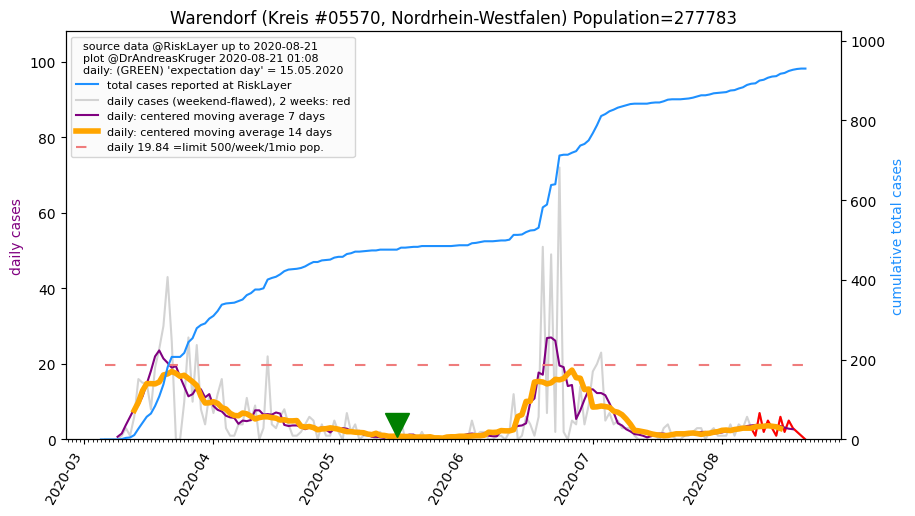 Warendorf (Kreis #05570, Nordrhein-Westfalen) Population=277783
source data @RiskLayer up to 2020-08-21
plot @DrAndreasKruger 2020-08-21 01:08
daily: (GREEN) 'expectation day' = 15.05.2020
total cases reported at RiskLayer
daily cases (weekend-flawed), 2 weeks: red
daily: centered moving average 7 days
daily: centered moving average 14 days
daily 19.84 =limit 500/week/1mio pop.
daily cases
100
80
60
40
20
0
cumulative total cases
1000
800
600
400
200
0
2020-03
2020-04
2020-05
2020-06
2020-07
2020-08